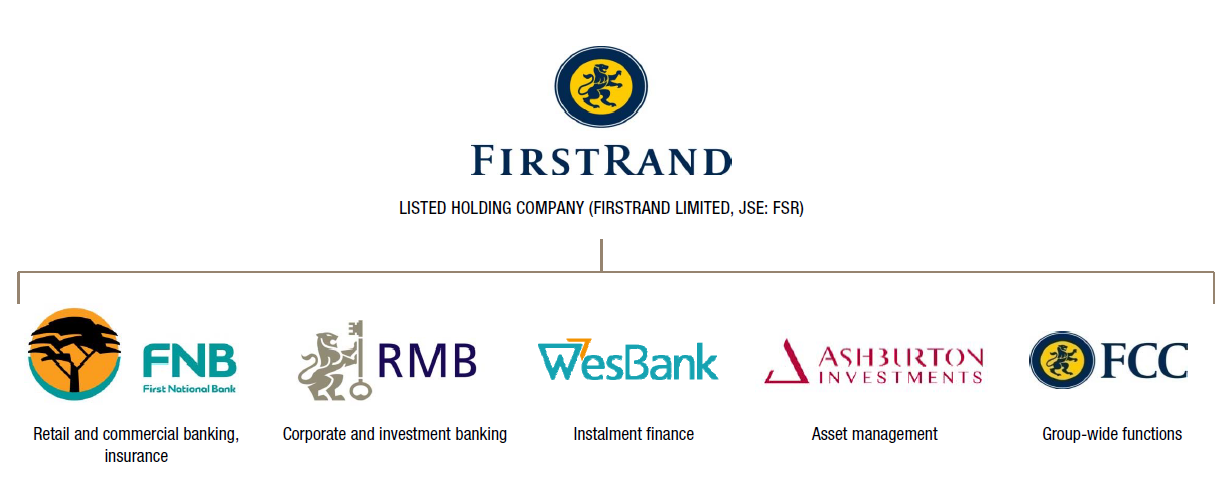 FIRSTRAND
LISTED HOLDING COMPANY (FIRSTRAND LIMITED, JSE: FSR)
FNB
First National Bank
RMB
WesBank
ASHBURTON
INVESTMENTS
FCC
Retail and commercial banking,
insurance
Corporate and investment banking
Instalment finance
Asset management
Group-wide functions